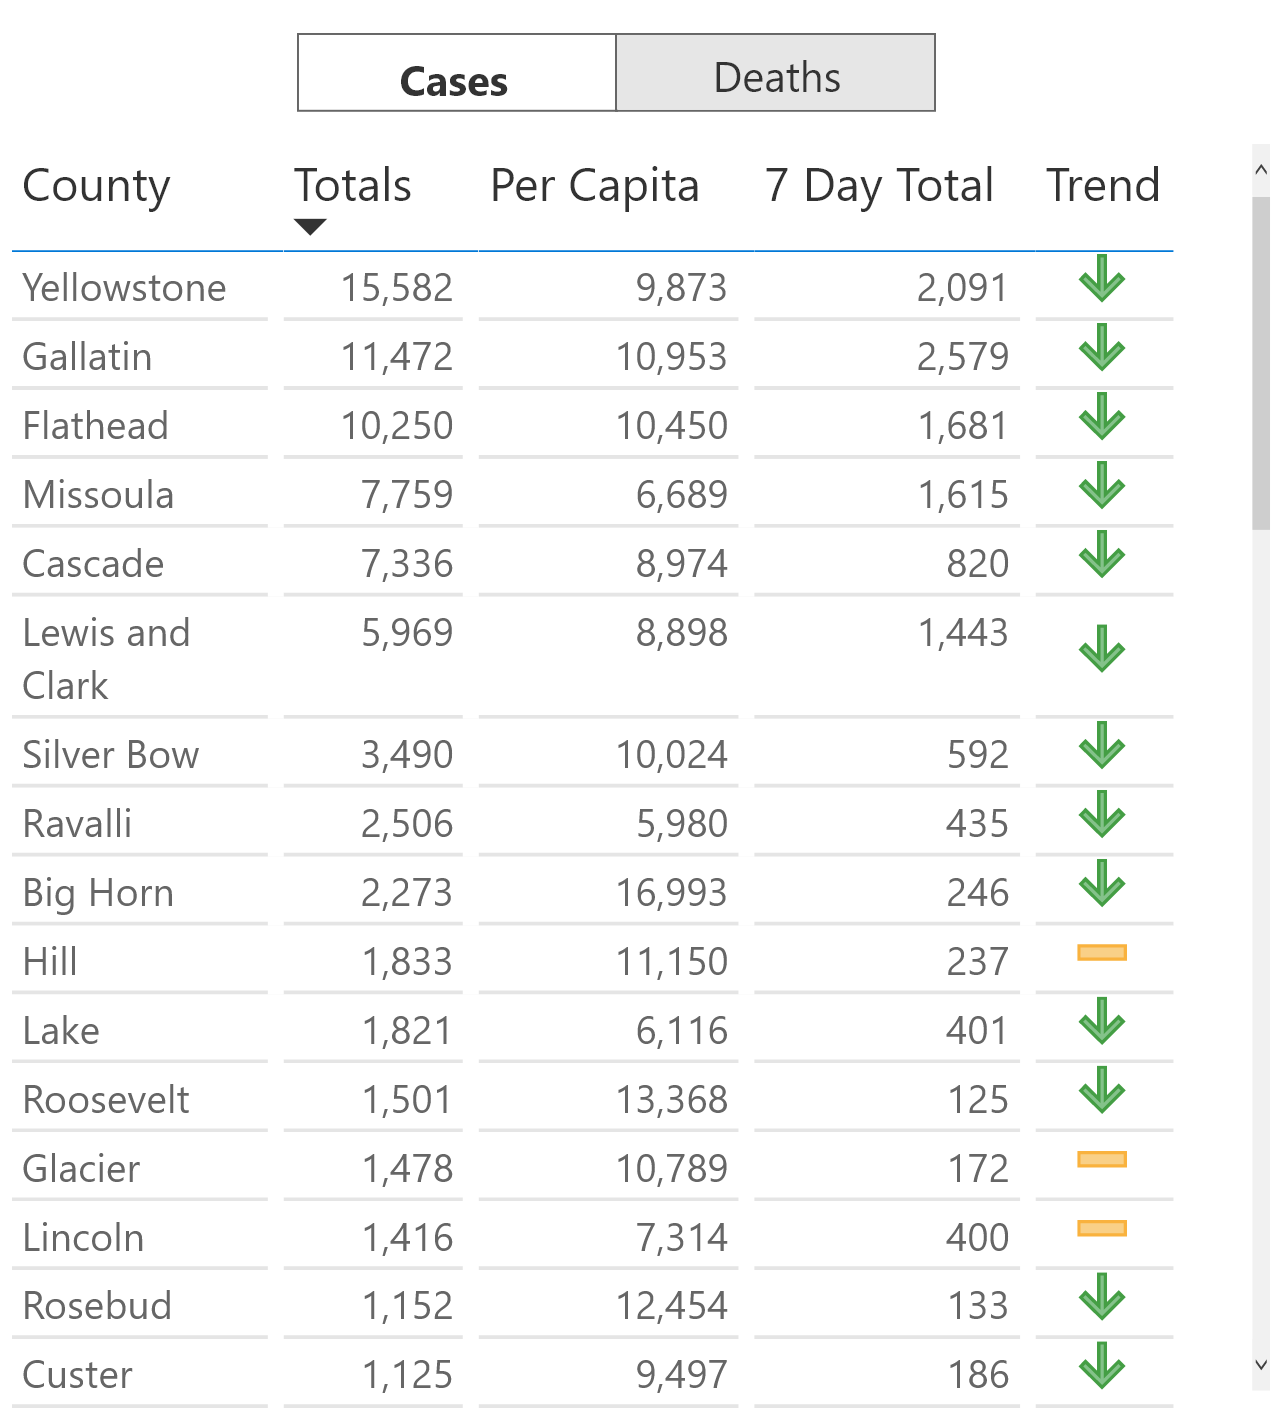 Cases Deaths
County Totals Per Capita 7 Day Total Trend
Yellowstone 15,582 9,873 2,091
Gallatin 11,472 10,953 2,579
Flathead 10,250 10,450 1,681
Missoula 7,759 6,689 1,615
Cascade 7,336 8,974 820
Lewis and 5,969 8,898 1,443
Clark
Silver Bow 3,490 10,024 592
Ravalli 2,506 5,980 435
Big Horn 2,273 16,993 246
Hill 1,833 11,150 237
Lake 1,821 6,116 401
Roosevelt 1,501 13,368 125
Glacier 1,478 10,789 172
Lincoln 1,416 7,314 400
Rosebud 1,152 12,454 133
Custer 1,125 9,497 186